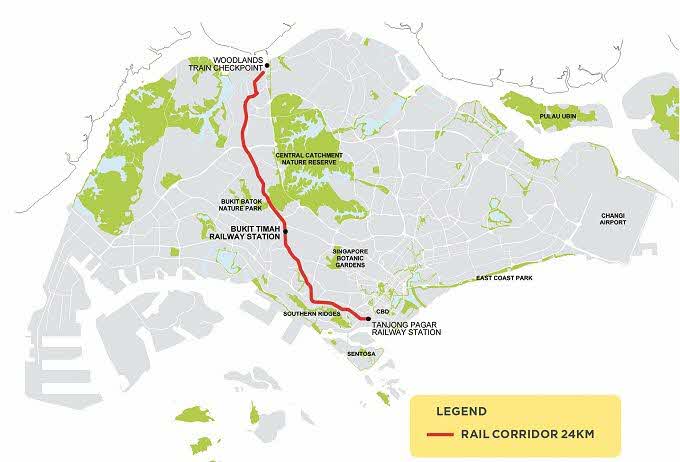 WOODLANDS
TRAIN CHECKPOINT
PULAU UBIN
CENTRAL CATCHMENT
NATURE RESERVE
BUKIT BATOK
NATURE PARK
CHANGI
AIRPORT
BUKIT TIMAH
RAILWAY STATION
SINGAPORE
BOTANIC
GARDENS
EAST COAST PARK
SOUTHERN RIDGES
CBD
TANJONG PAGAR
RAILWAY STATION
SENTOSA
LEGEND
RAIL CORRIDOR 24KM